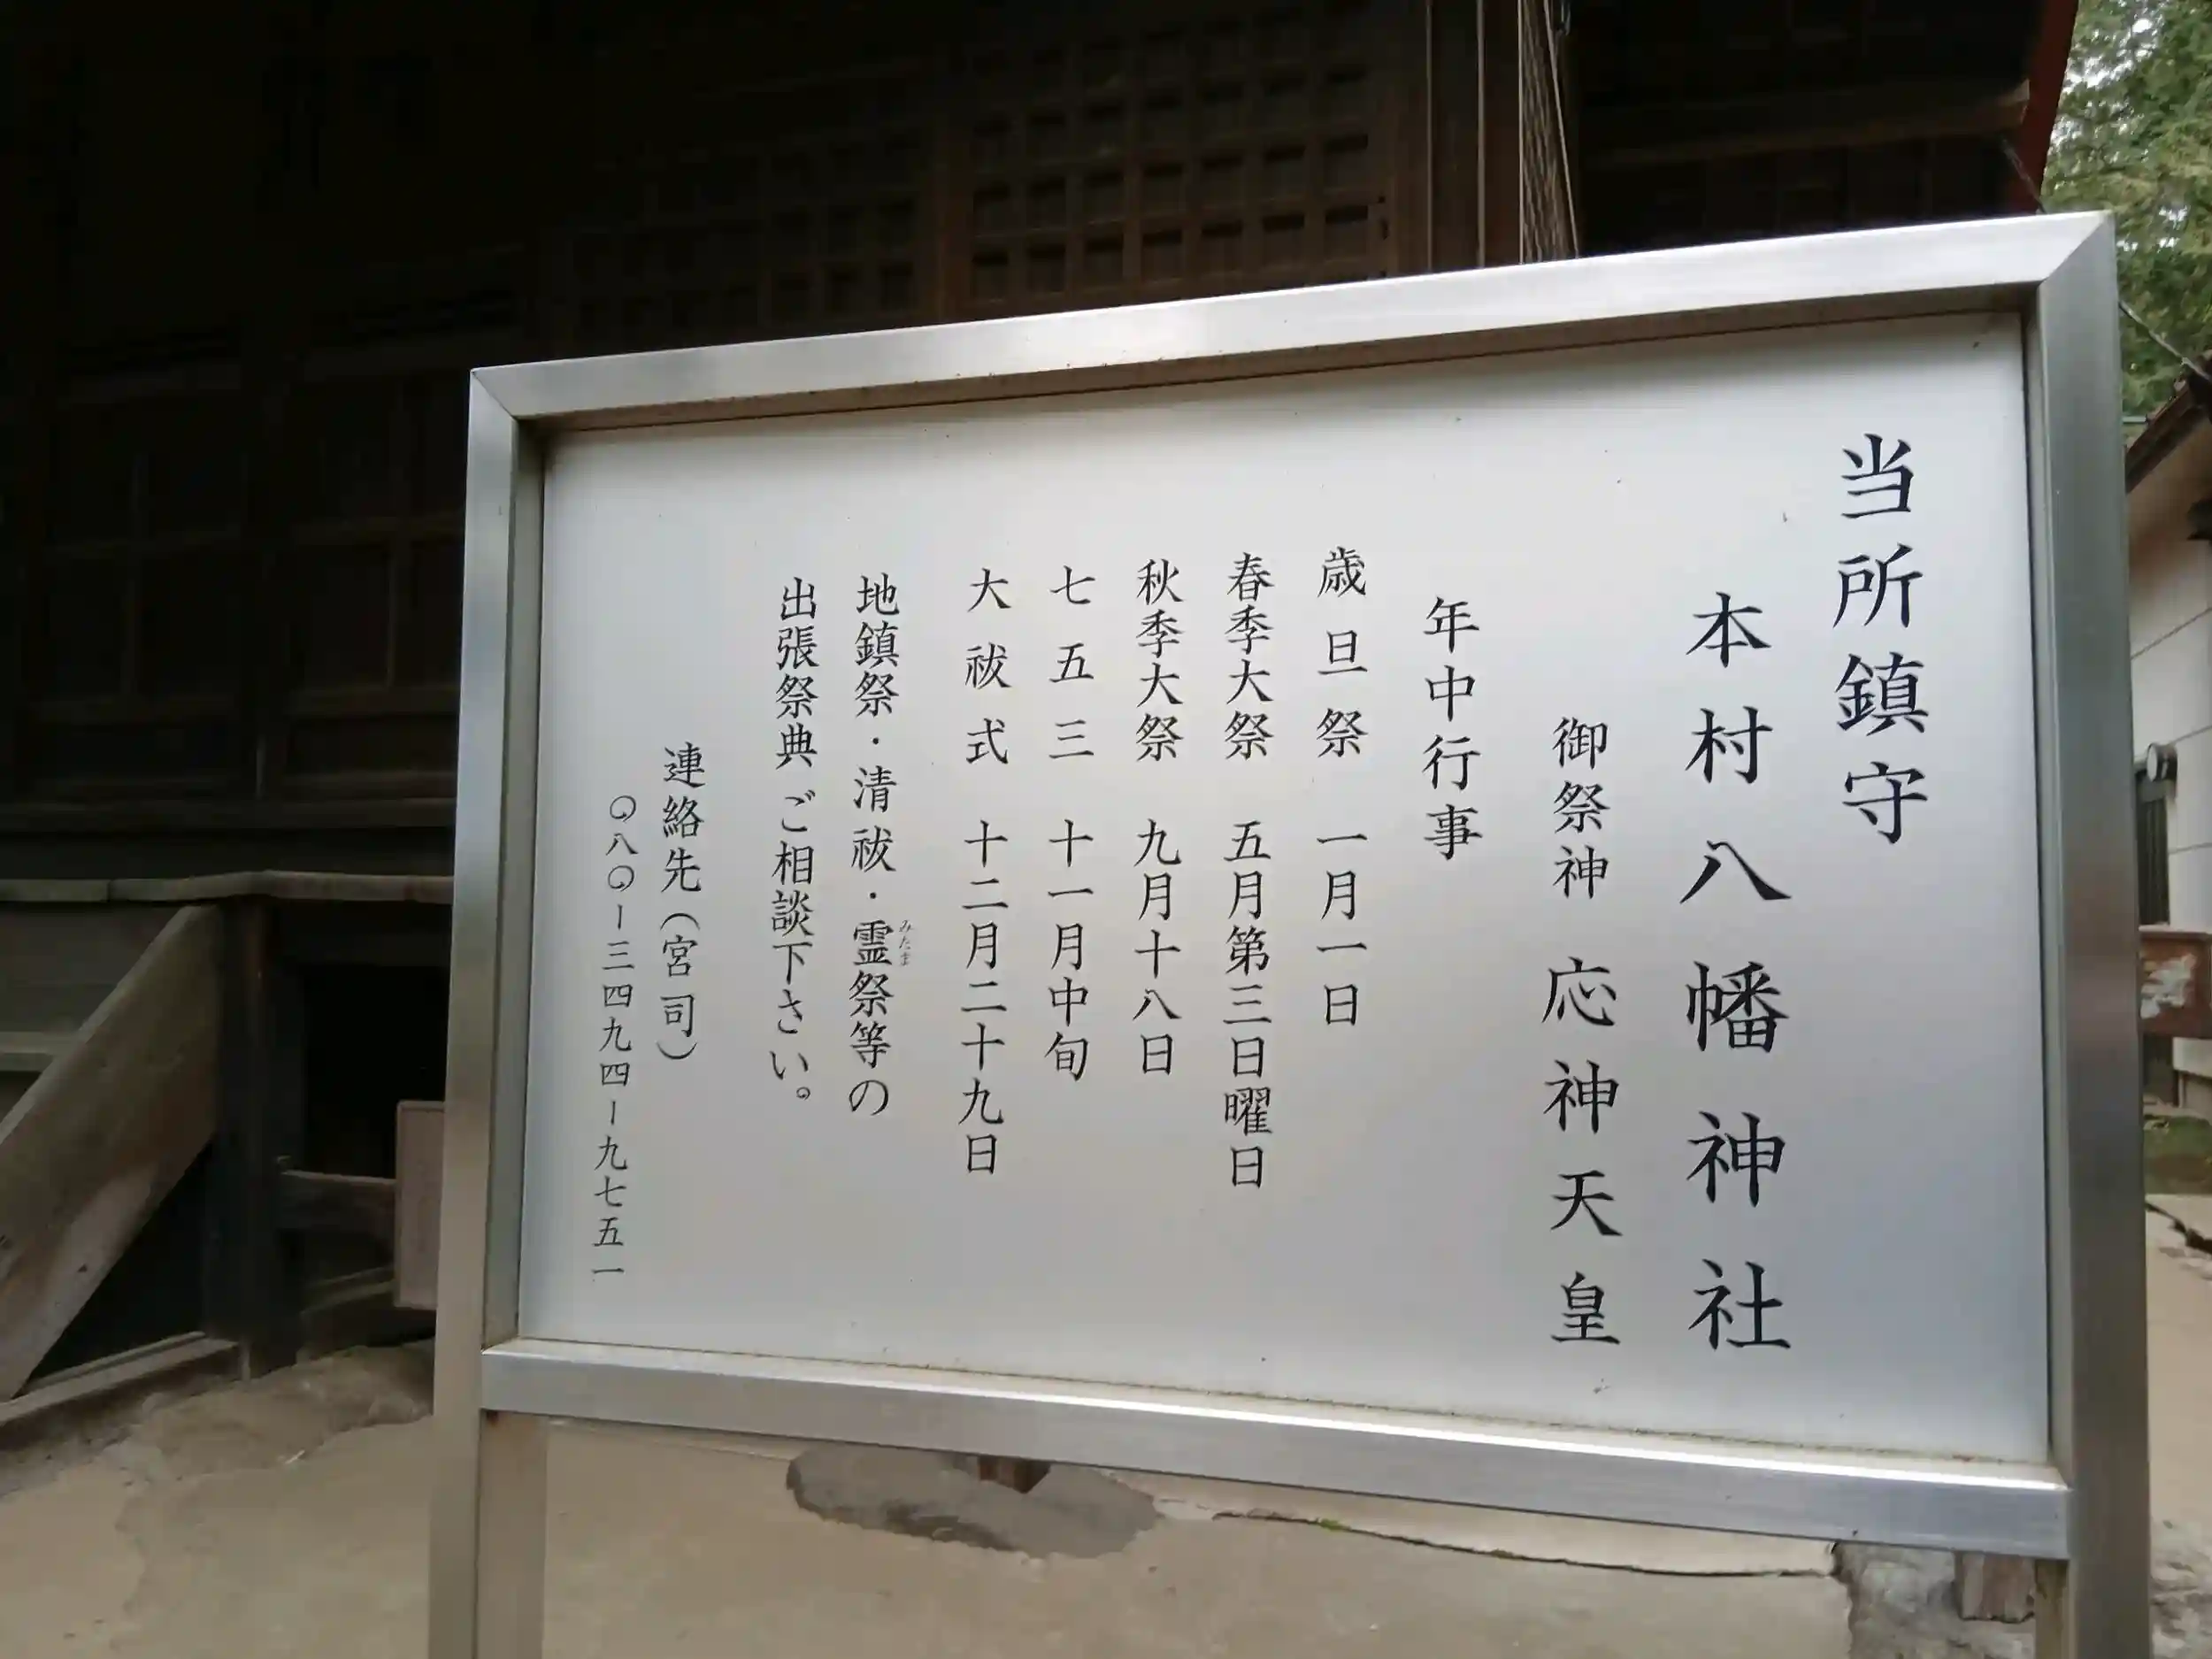 当所鎮守
本村八幡神社
御祭神 応神天皇
年中行事
歳旦祭 一月一日
春季大祭 五月第三日曜日
秋季大祭 九月十八日
七五三 十一月中旬
大祓式 十二月二十九日
地鎮祭・清祓・霊祭等の
みたま
出張祭典ご相談下さい。
連絡先（宮司）
〇八〇ー三四九四ー九七五一